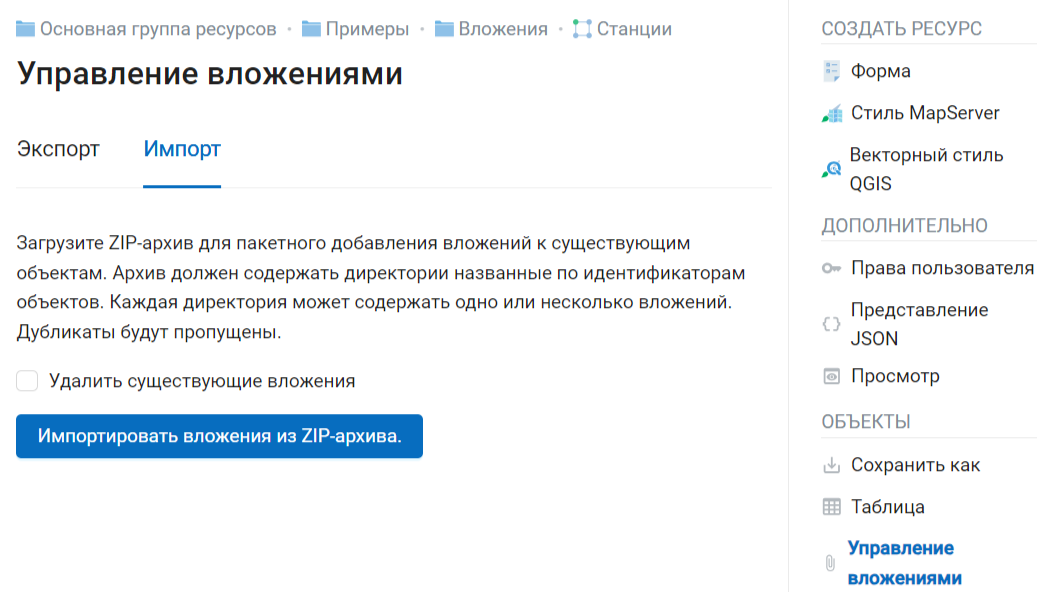 Основная группа ресурсов · Примеры · Вложения · Станции
Управление вложениями
Экспорт Импорт
Загрузите ZIP-архив для пакетного добавления вложений к существующим
объектам. Архив должен содержать директории названные по идентификаторам
объектов. Каждая директория может содержать одно или несколько вложений.
Дубликаты будут пропущены.
Удалить существующие вложения
Импортировать вложения из ZIP-архива.
СОЗДАТЬ РЕСУРС
Форма
Стиль MapServer
Векторный стиль
QGIS
ДОПОЛНИТЕЛЬНО
Права пользователя
Представление
JSON
Просмотр
ОБЪЕКТЫ
Сохранить как
Таблица
Управление
вложениями